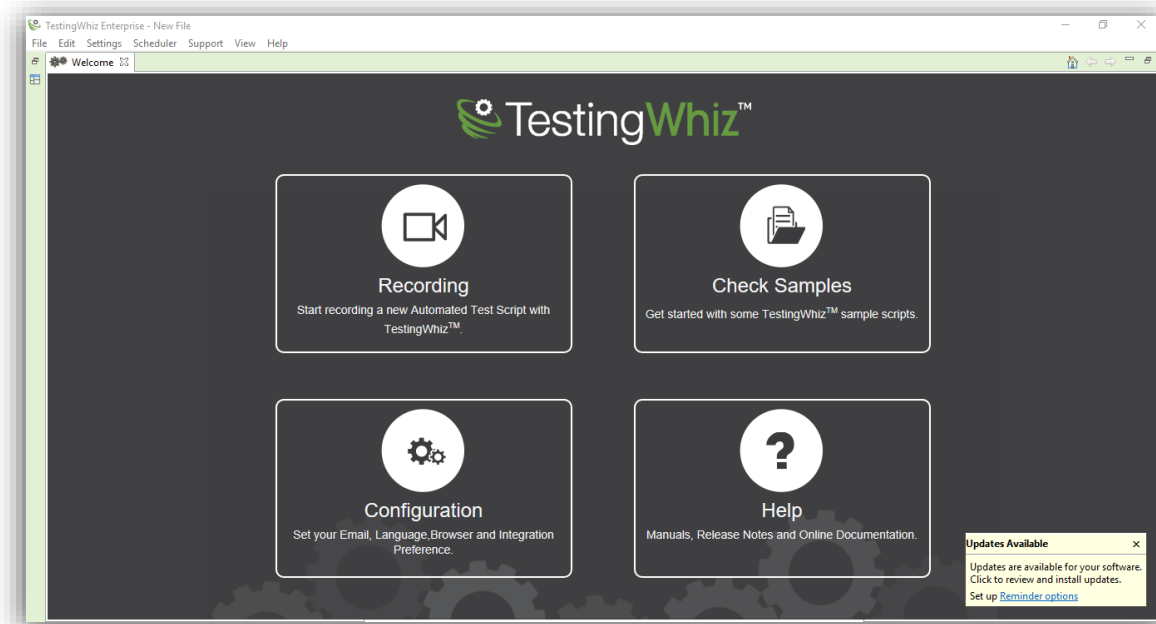 TestingWhiz Enterprise - New File
File Edit Settings Scheduler Support View Help
Welcome
TestingWhiz™
Recording
Start recording a new Automated Test Script with
TestingWhiz™.
Check Samples
Get started with some TestingWhiz™ sample scripts.
Configuration
Set your Email, Language,Browser and Integration
Preference.
Help
Manuals, Release Notes and Online Documentation.
Updates Available
Updates are available for your software.
Click to review and install updates.
Set up Reminder options